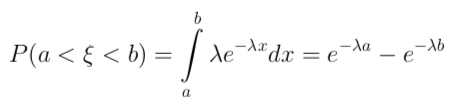 P(a < ξ < b) = ∫_a^b λe^{−λx}dx = e^{−λa} − e^{−λb}